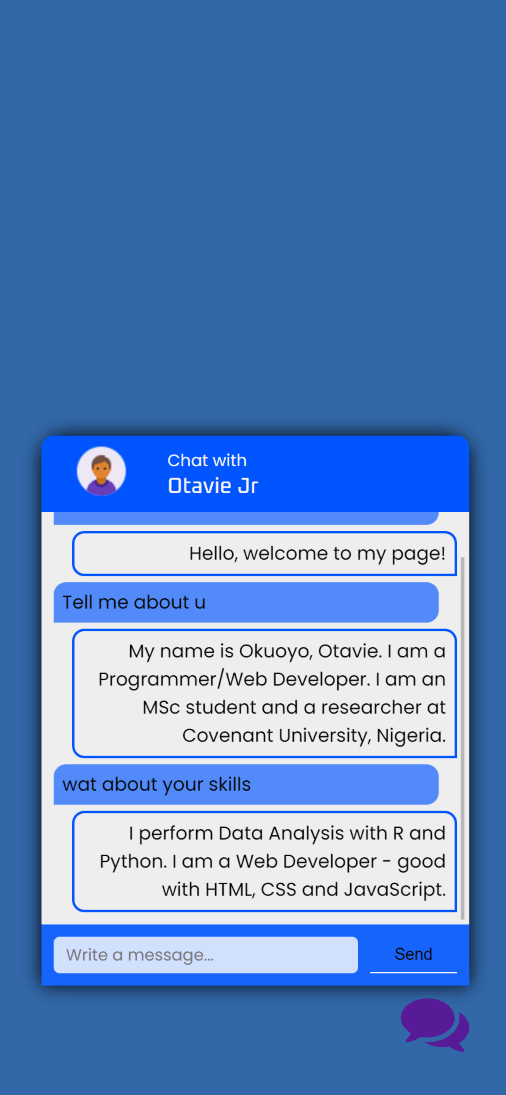 Chat with
Otavie Jr
Hello, welcome to my page!
Tell me about u
My name is Okuoyo, Otavie. I am a
Programmer/Web Developer. I am an
MSc student and a researcher at
Covenant University, Nigeria.
wat about your skills
I perform Data Analysis with R and
Python. I am a Web Developer - good
with HTML, CSS and JavaScript.
Write a message...
Send